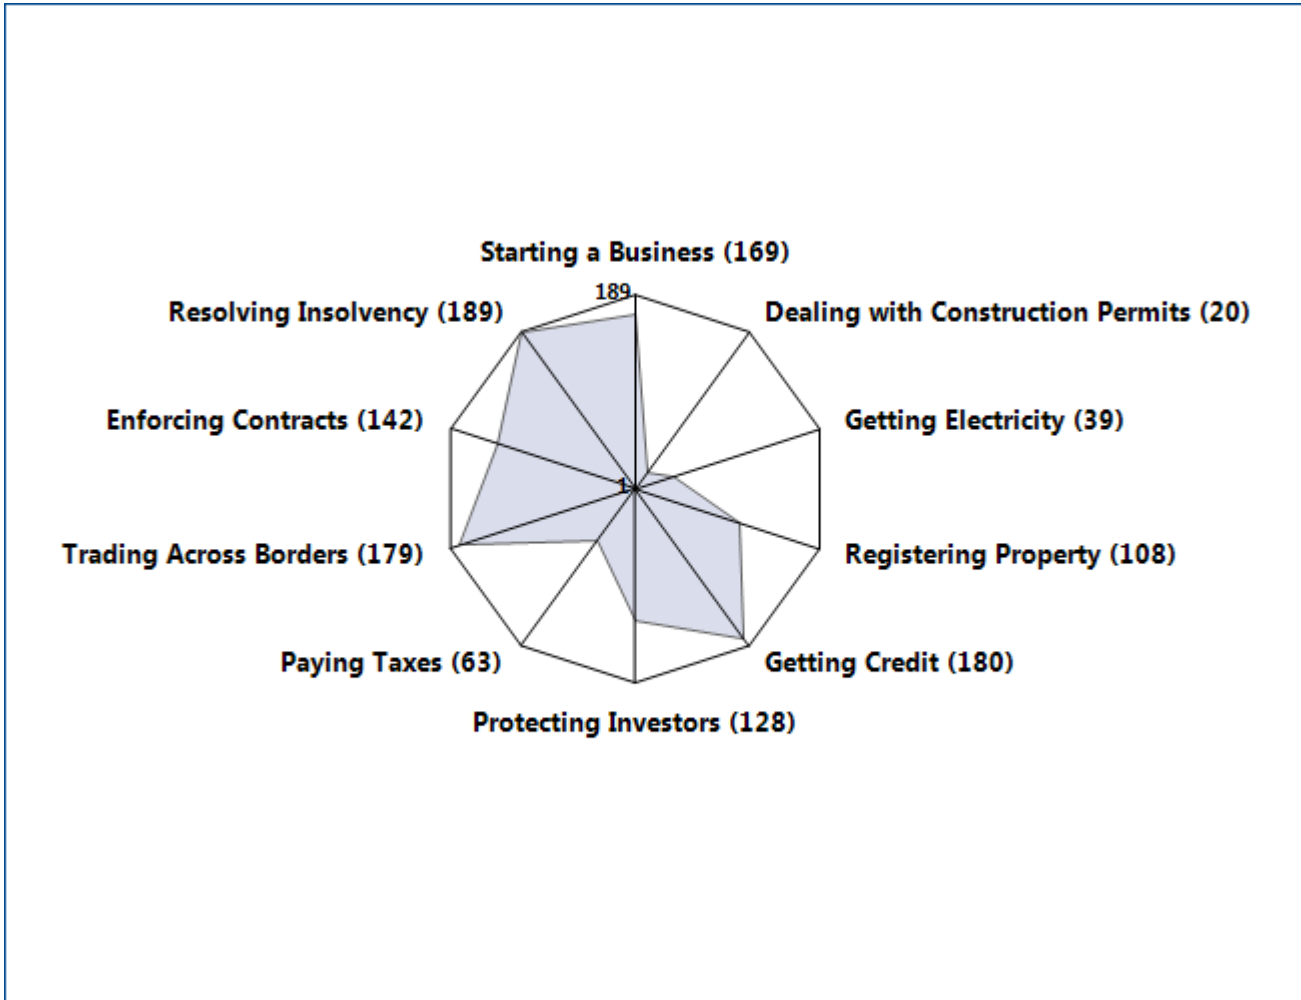 Starting a Business (169)
189
Resolving Insolvency (189)
Dealing with Construction Permits (20)
Enforcing Contracts (142)
Getting Electricity (39)
1
Trading Across Borders (179)
Registering Property (108)
Paying Taxes (63)
Getting Credit (180)
Protecting Investors (128)